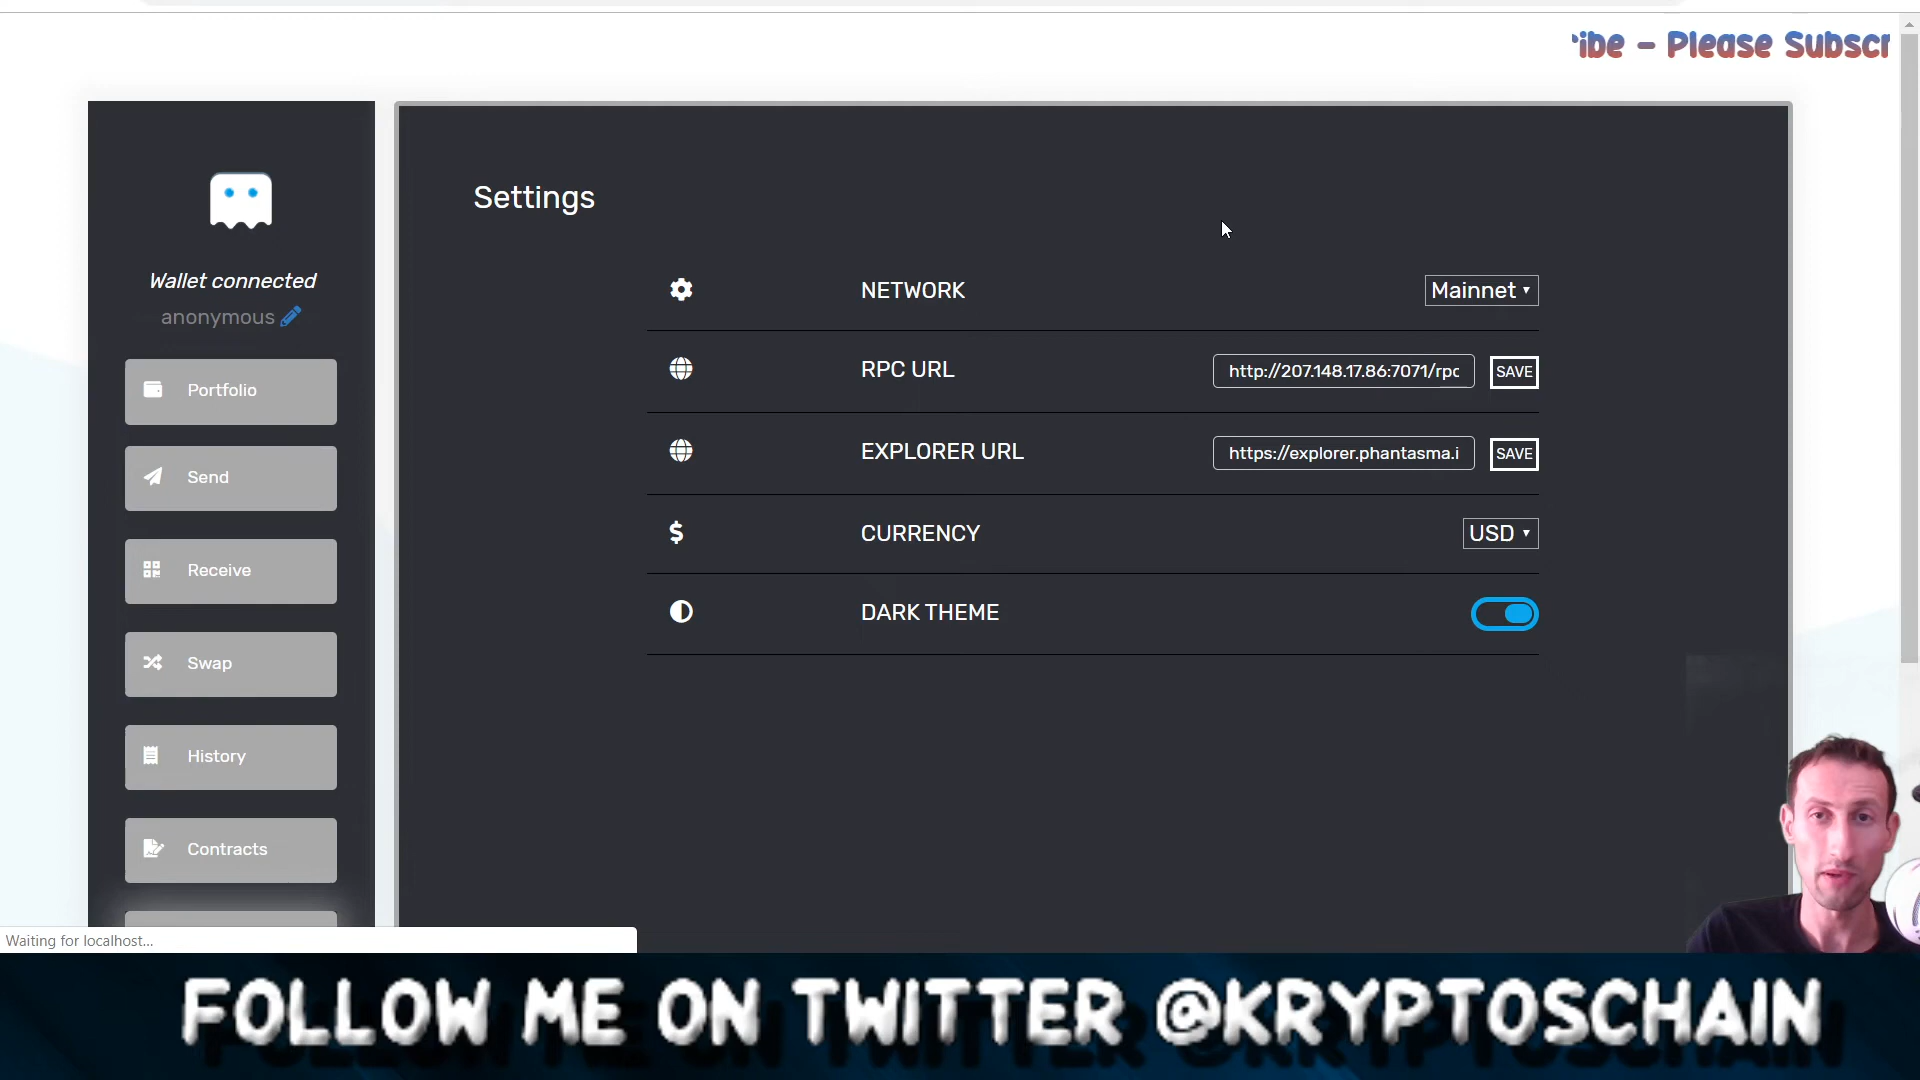 ibe - Please Subscr
Settings
Wallet connected
anonymous
NETWORK
Mainnet
RPC URL
http://207.148.17.86:7071/rpc
SAVE
Portfolio
EXPLORER URL
https://explorer.phantasma.i
SAVE
Send
CURRENCY
USD
Receive
DARK THEME
Swap
History
Contracts
Waiting for localhost...
FOLLOW ME ON TWITTER @KRYPTOSCHAIN